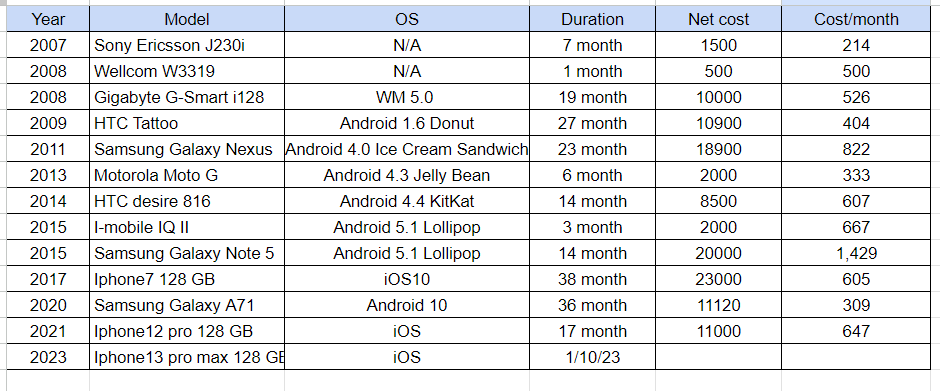 Year Model OS Duration Net cost Cost/month
2007 Sony Ericsson J230i N/A 7 month 1500 214
2008 Wellcom W3319 N/A 1 month 500 500
2008 Gigabyte G-Smart i128 WM 5.0 19 month 10000 526
2009 HTC Tattoo Android 1.6 Donut 27 month 10900 404
2011 Samsung Galaxy Nexus Android 4.0 Ice Cream Sandwich 23 month 18900 822
2013 Motorola Moto G Android 4.3 Jelly Bean 6 month 2000 333
2014 HTC desire 816 Android 4.4 KitKat 14 month 8500 607
2015 I-mobile IQ II Android 5.1 Lollipop 3 month 2000 667
2015 Samsung Galaxy Note 5 Android 5.1 Lollipop 14 month 20000 1,429
2017 Iphone7 128 GB iOS10 38 month 23000 605
2020 Samsung Galaxy A71 Android 10 36 month 11120 309
2021 Iphone12 pro 128 GB iOS 17 month 11000 647
2023 Iphone13 pro max 128 GB iOS 1/10/23